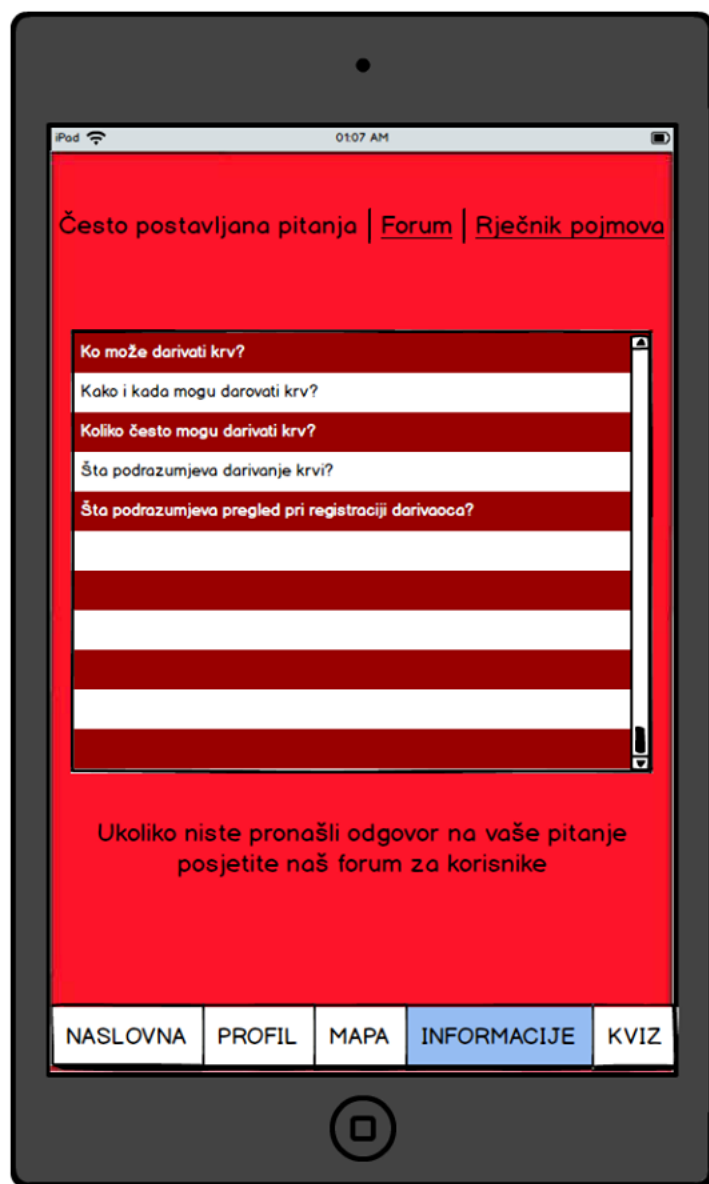 iPod 01:07 AM
Često postavljana pitanja | Forum | Rječnik pojmova
Ko može darivati krv?
Kako i kada mogu darovati krv?
Koliko često mogu darivati krv?
Šta podrazumjeva darivanje krvi?
Šta podrazumjeva pregled pri registraciji darivaoca?
Ukoliko niste pronašli odgovor na vaše pitanje
posjetite naš forum za korisnike
NASLOVNA PROFIL MAPA INFORMACIJE KVIZ